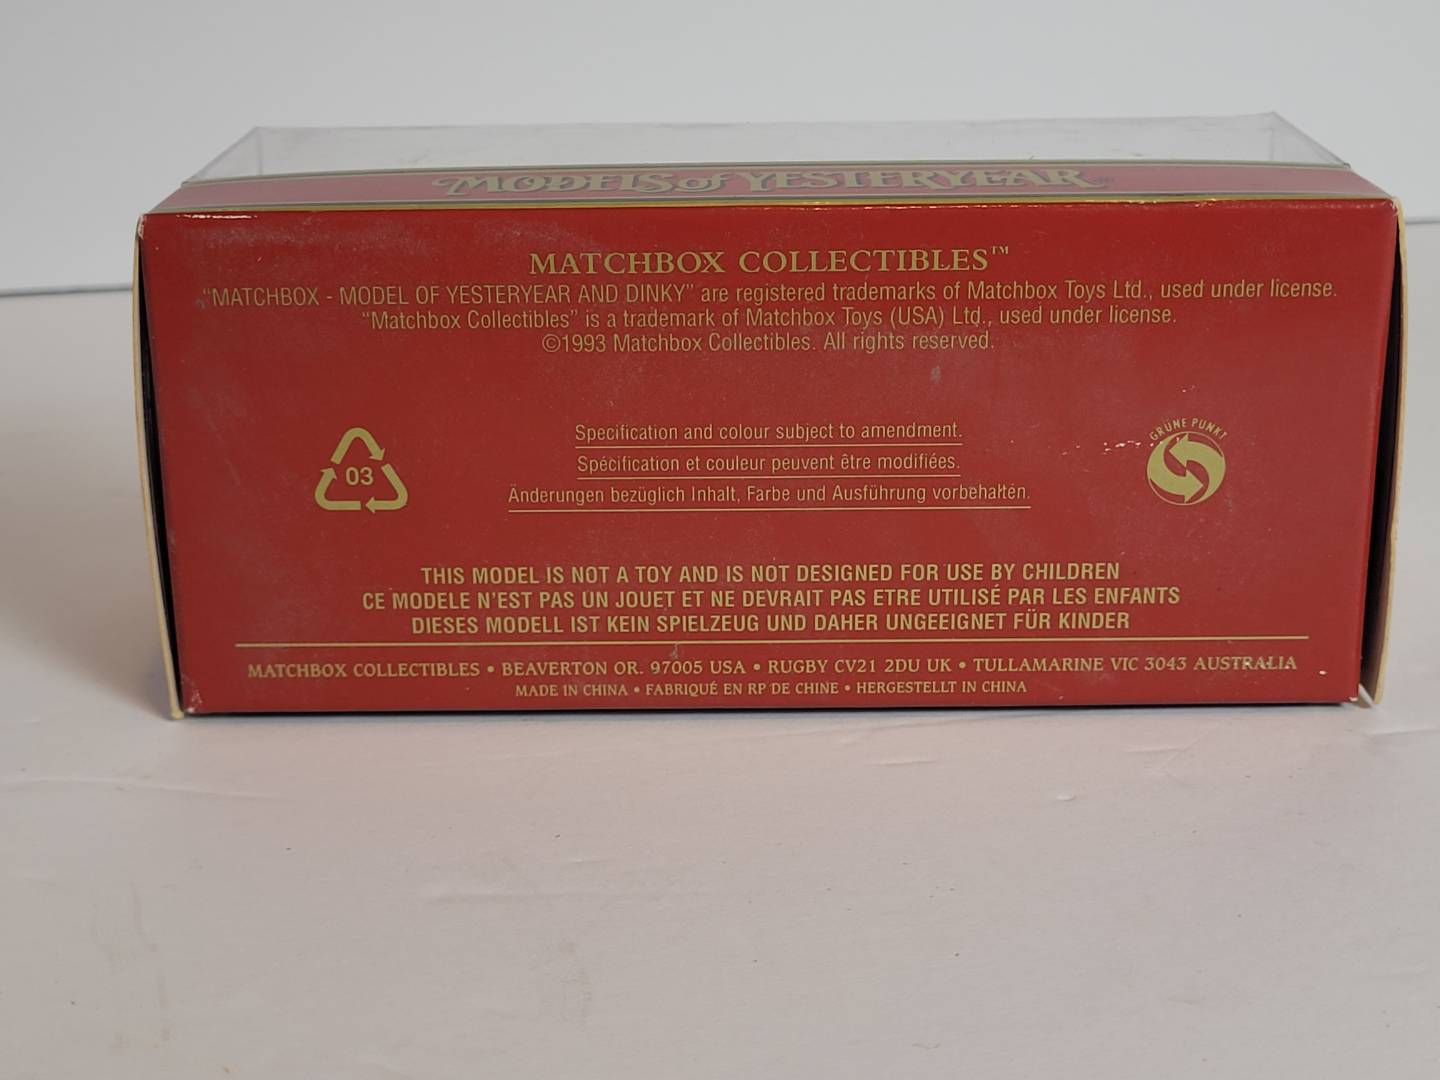 MODELS of YESTERYEAR
MATCHBOX COLLECTIBLES™
“MATCHBOX - MODEL OF YESTERYEAR AND DINKY” are registered trademarks of Matchbox Toys Ltd., used under license.
“Matchbox Collectibles” is a trademark of Matchbox Toys (USA) Ltd., used under license.
©1993 Matchbox Collectibles. All rights reserved.
03
Specification and colour subject to amendment.
Spécification et couleur peuvent être modifiées.
Änderungen bezüglich Inhalt, Farbe und Ausführung vorbehalten.
GRÜNE PUNKT
THIS MODEL IS NOT A TOY AND IS NOT DESIGNED FOR USE BY CHILDREN
CE MODELE N'EST PAS UN JOUET ET NE DEVRAIT PAS ETRE UTILISÉ PAR LES ENFANTS
DIESES MODELL IST KEIN SPIELZEUG UND DAHER UNGEEIGNET FÜR KINDER
MATCHBOX COLLECTIBLES • BEAVERTON OR. 97005 USA • RUGBY CV21 2DU UK • TULLAMARINE VIC 3043 AUSTRALIA
MADE IN CHINA • FABRIQUÉ EN RP DE CHINE • HERGESTELLT IN CHINA